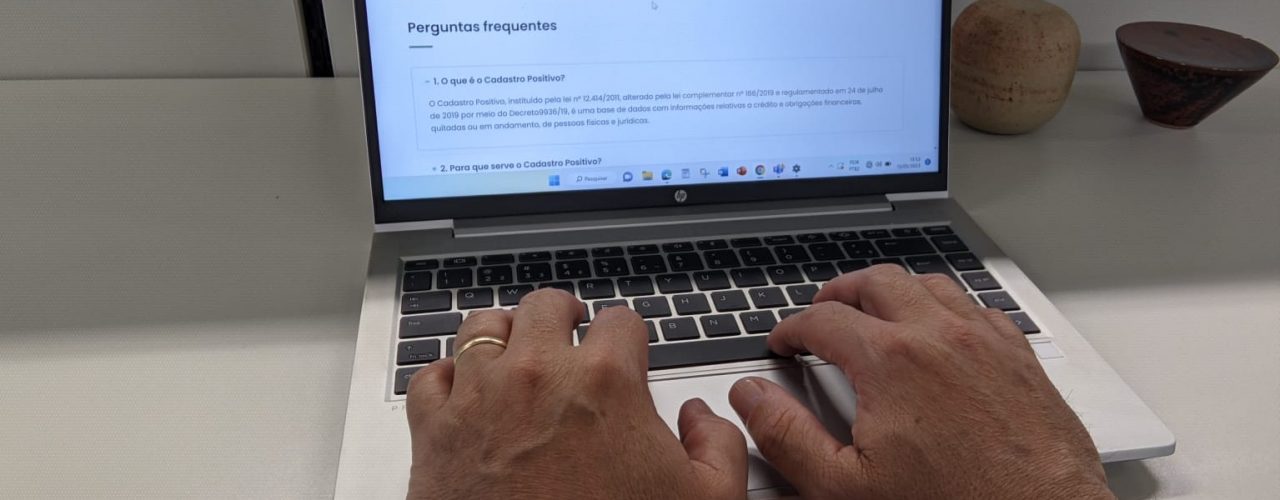 Perguntas frequentes
− 1. O que é o Cadastro Positivo?
O Cadastro Positivo, instituído pela lei nº 12.414/2011, alterado pela lei complementar nº 166/2019 e regulamentado em 24 de julho
de 2019 por meio do Decreto9936/19, é uma base de dados com informações relativas a crédito e obrigações financeiras,
quitadas ou em andamento, de pessoas físicas e jurídicas.
+ 2. Para que serve o Cadastro Positivo?
Pesquisar
hp
Q W R T Y U I O P
F G H J K L
B N M